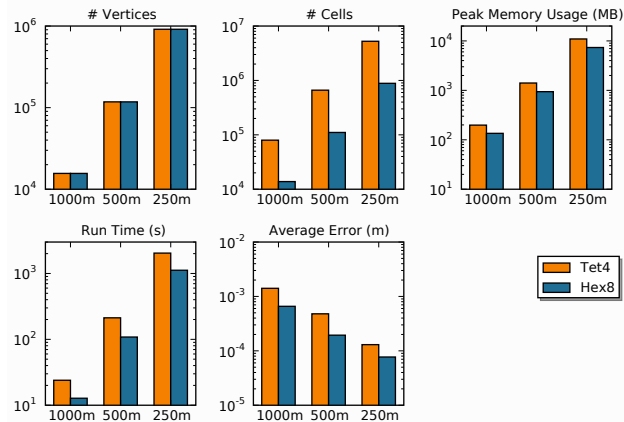 # Vertices
10^6
10^5
10^4
1000m 500m 250m
# Cells
10^7
10^6
10^5
10^4
1000m 500m 250m
Peak Memory Usage (MB)
10^4
10^3
10^2
10^1
1000m 500m 250m
Run Time (s)
10^3
10^2
10^1
1000m 500m 250m
Average Error (m)
10^-2
10^-3
10^-4
10^-5
1000m 500m 250m
Tet4
Hex8